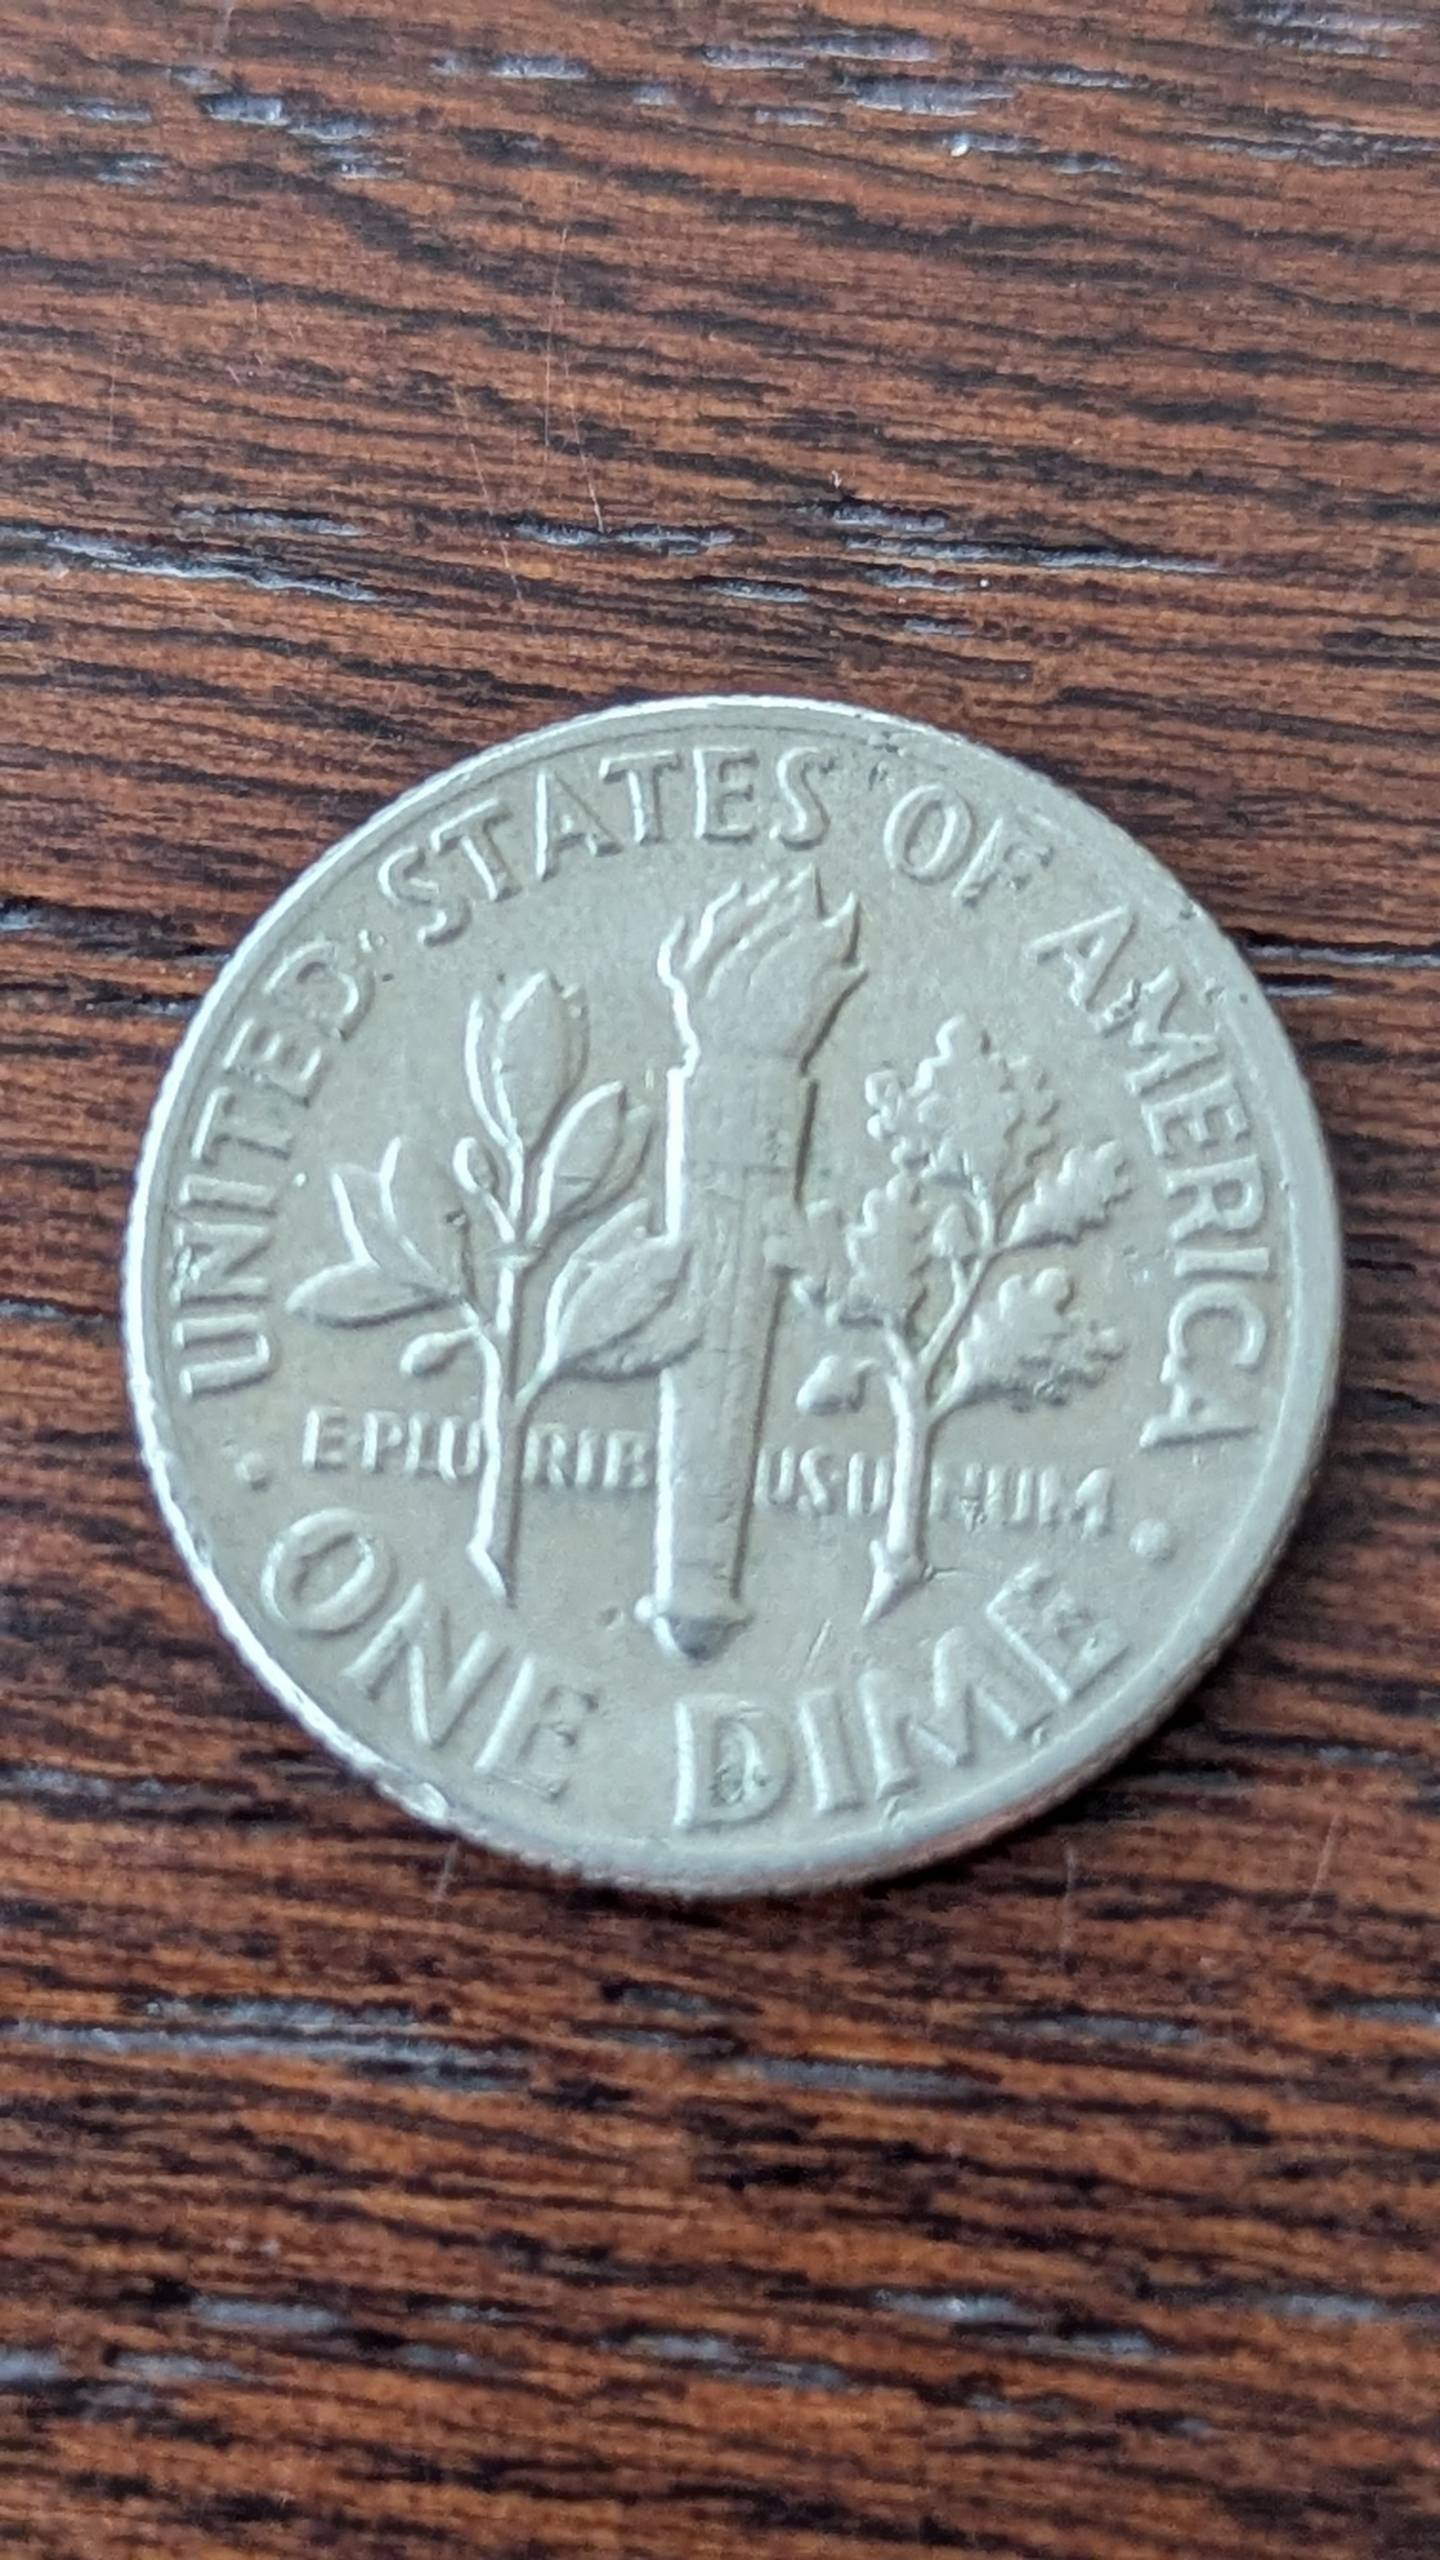 UNITED STATES OF AMERICA
E·PLURIBUS·UNUM
· ONE DIME ·